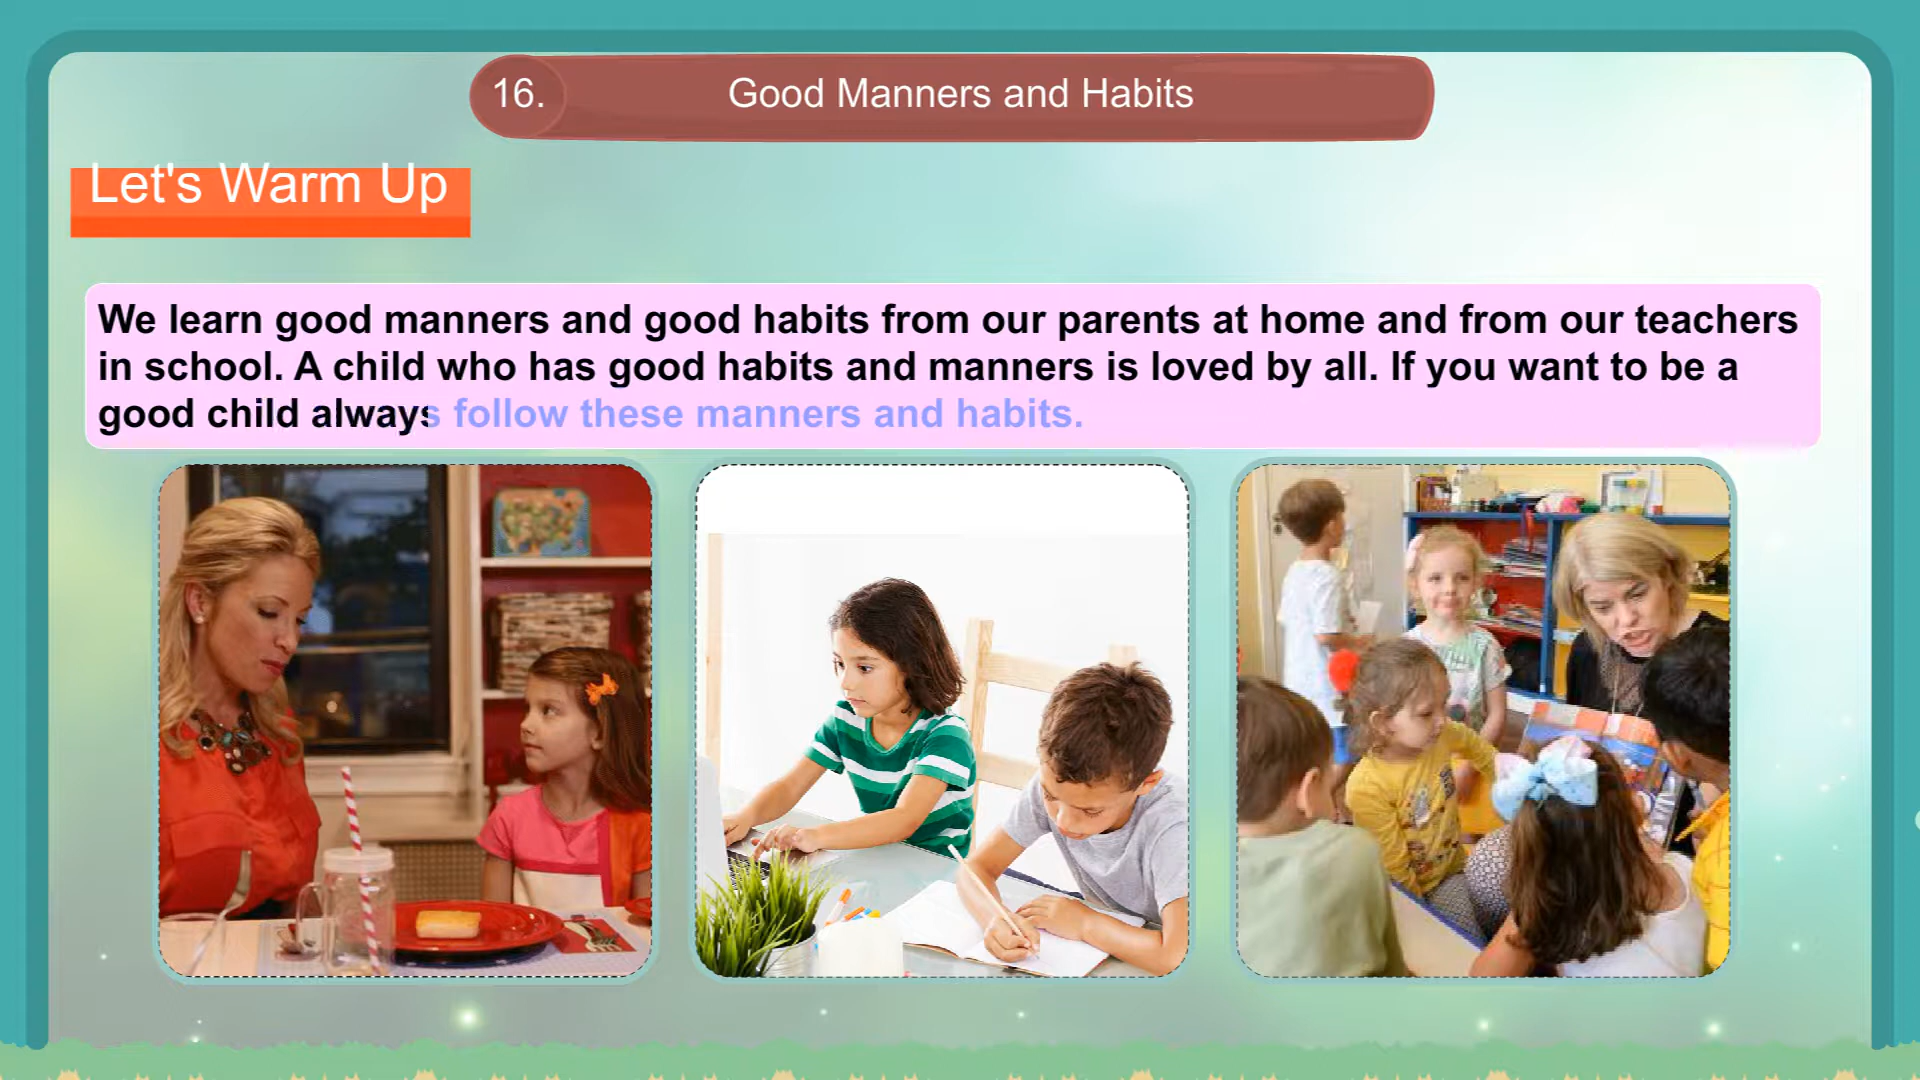 16. Good Manners and Habits
Let's Warm Up
We learn good manners and good habits from our parents at home and from our teachers
in school. A child who has good habits and manners is loved by all. If you want to be a
good child always follow these manners and habits.